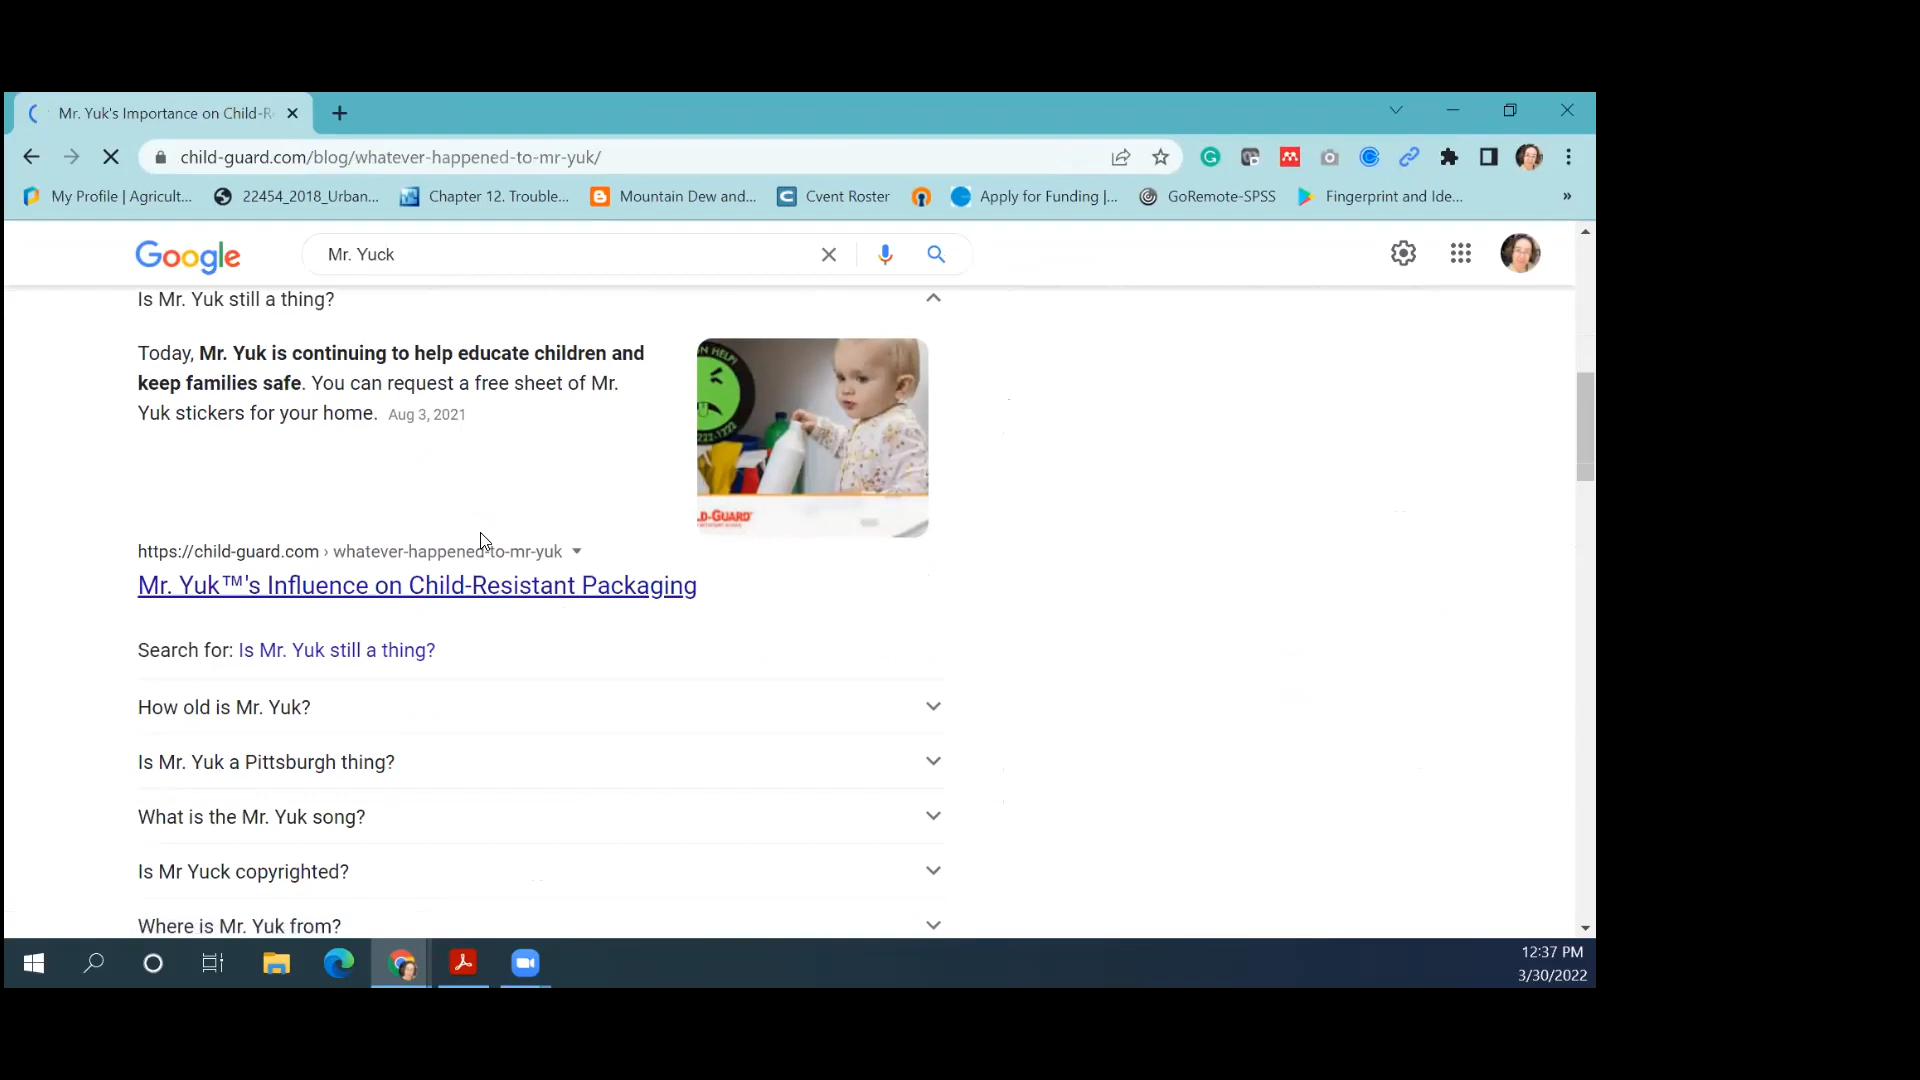 Mr. Yuk's Importance on Child-R
child-guard.com/blog/whatever-happened-to-mr-yuk/
My Profile | Agricult... 22454_2018_Urban... Chapter 12. Trouble... Mountain Dew and... Cvent Roster Apply for Funding |... GoRemote-SPSS Fingerprint and Ide... »
Google Mr. Yuck
Is Mr. Yuk still a thing?
Today, Mr. Yuk is continuing to help educate children and
keep families safe. You can request a free sheet of Mr.
Yuk stickers for your home. Aug 3, 2021
ON HELP!
222-1222
LD-GUARD
https://child-guard.com › whatever-happened-to-mr-yuk
Mr. Yuk™'s Influence on Child-Resistant Packaging
Search for: Is Mr. Yuk still a thing?
How old is Mr. Yuk?
Is Mr. Yuk a Pittsburgh thing?
What is the Mr. Yuk song?
Is Mr Yuck copyrighted?
Where is Mr. Yuk from?
12:37 PM
3/30/2022